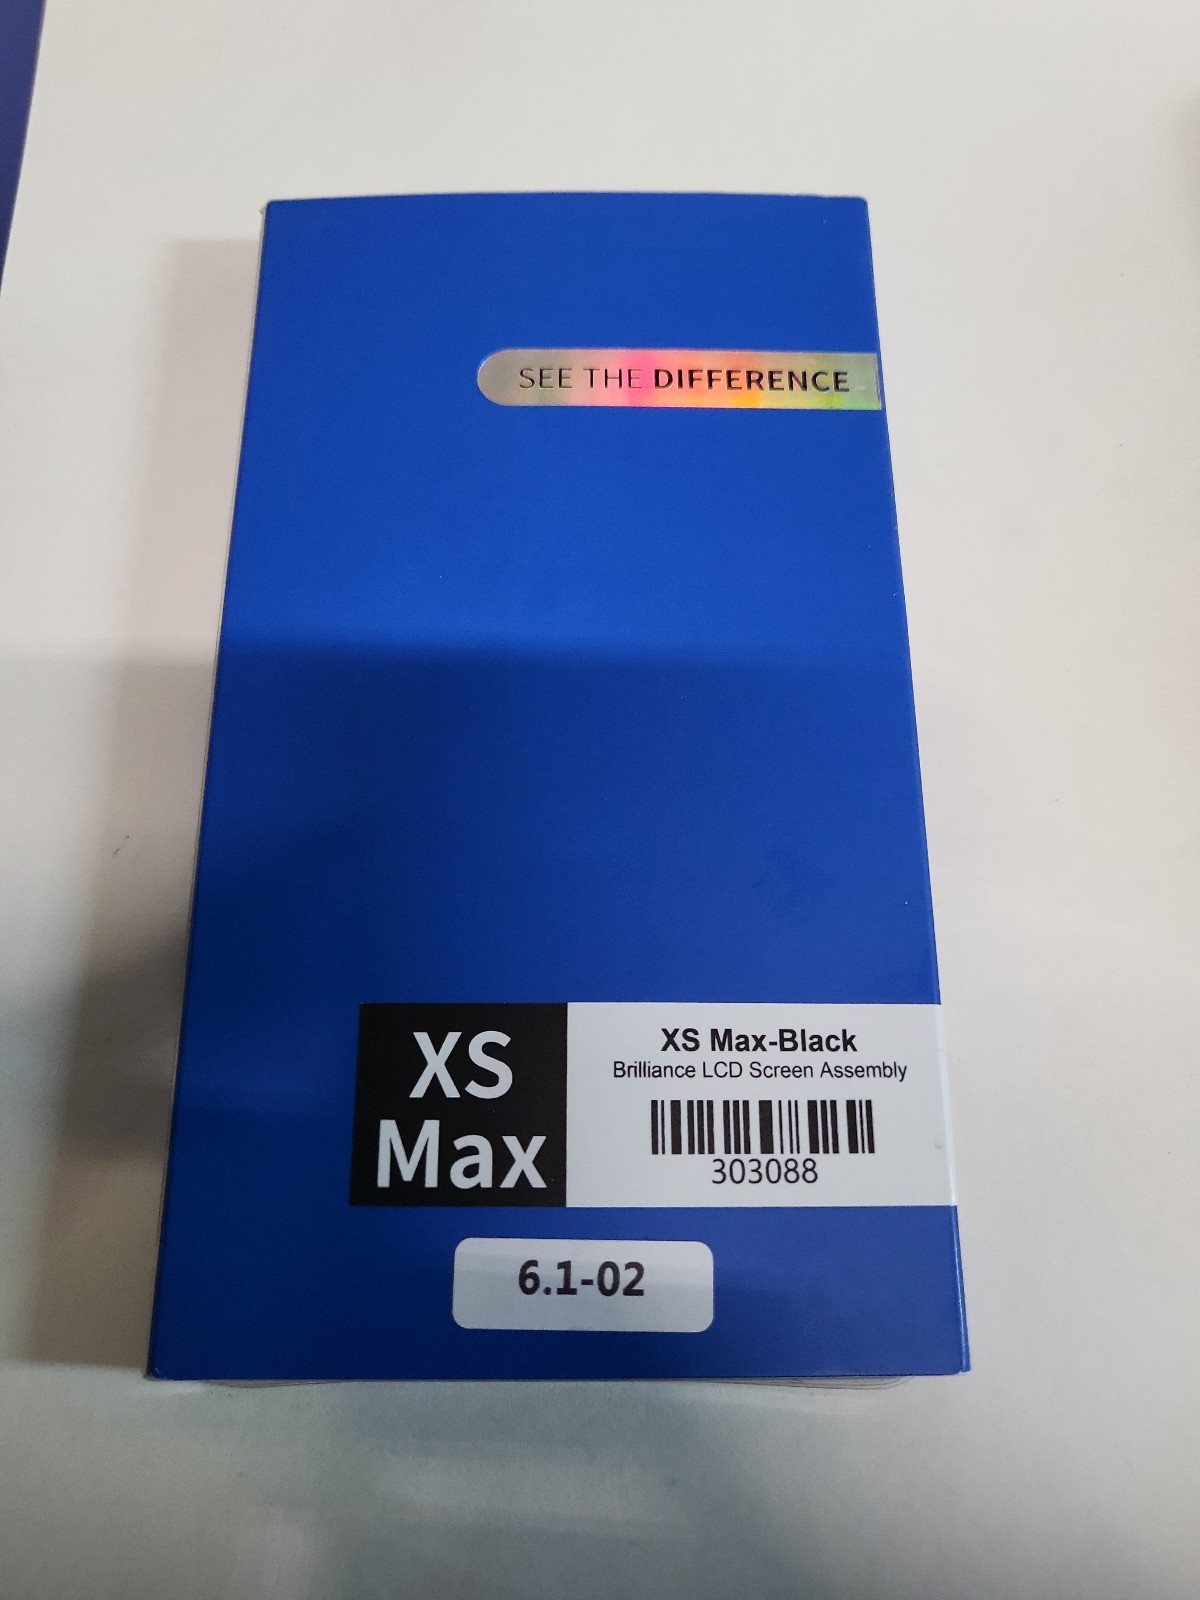 SEE THE DIFFERENCE
XS
Max
XS Max-Black
Brilliance LCD Screen Assembly
303088
6.1-02